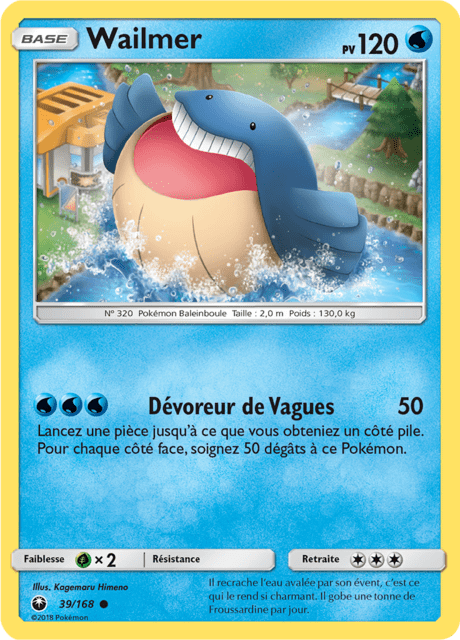 BASE Wailmer PV 120
N° 320 Pokémon Baleinboule Taille : 2,0 m Poids : 130,0 kg
Dévoreur de Vagues 50
Lancez une pièce jusqu'à ce que vous obteniez un côté pile.
Pour chaque côté face, soignez 50 dégâts à ce Pokémon.
Faiblesse × 2 Résistance Retraite
Illus. Kagemaru Himeno
39/168
©2018 Pokémon
Il recrache l'eau avalée par son évent, c'est ce
qui le rend si charmant. Il gobe une tonne de
Froussardine par jour.